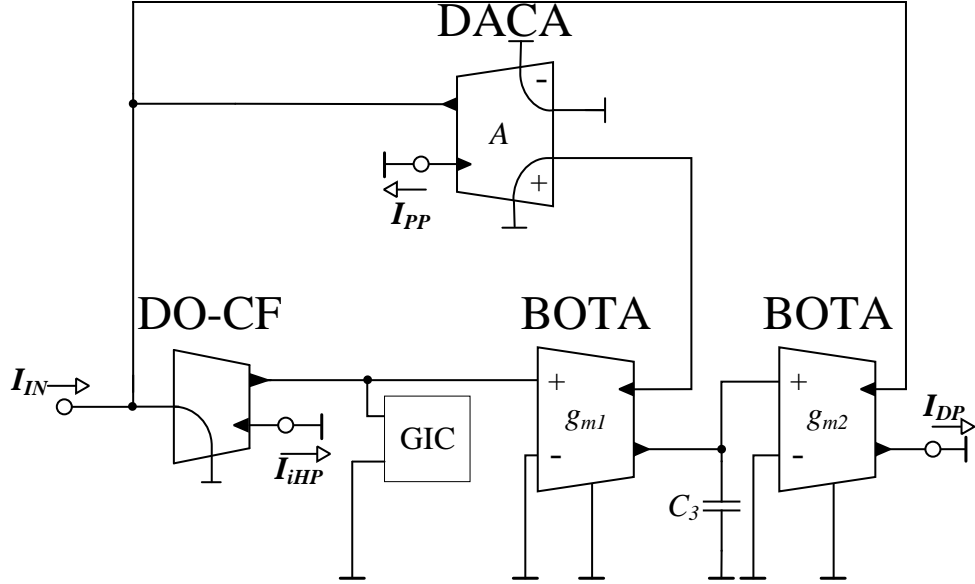 DACA
-
A
+
I_PP
DO-CF
BOTA
BOTA
I_IN
+
+
I_DP
GIC
g_m1
g_m2
I_iHP
-
-
C_3